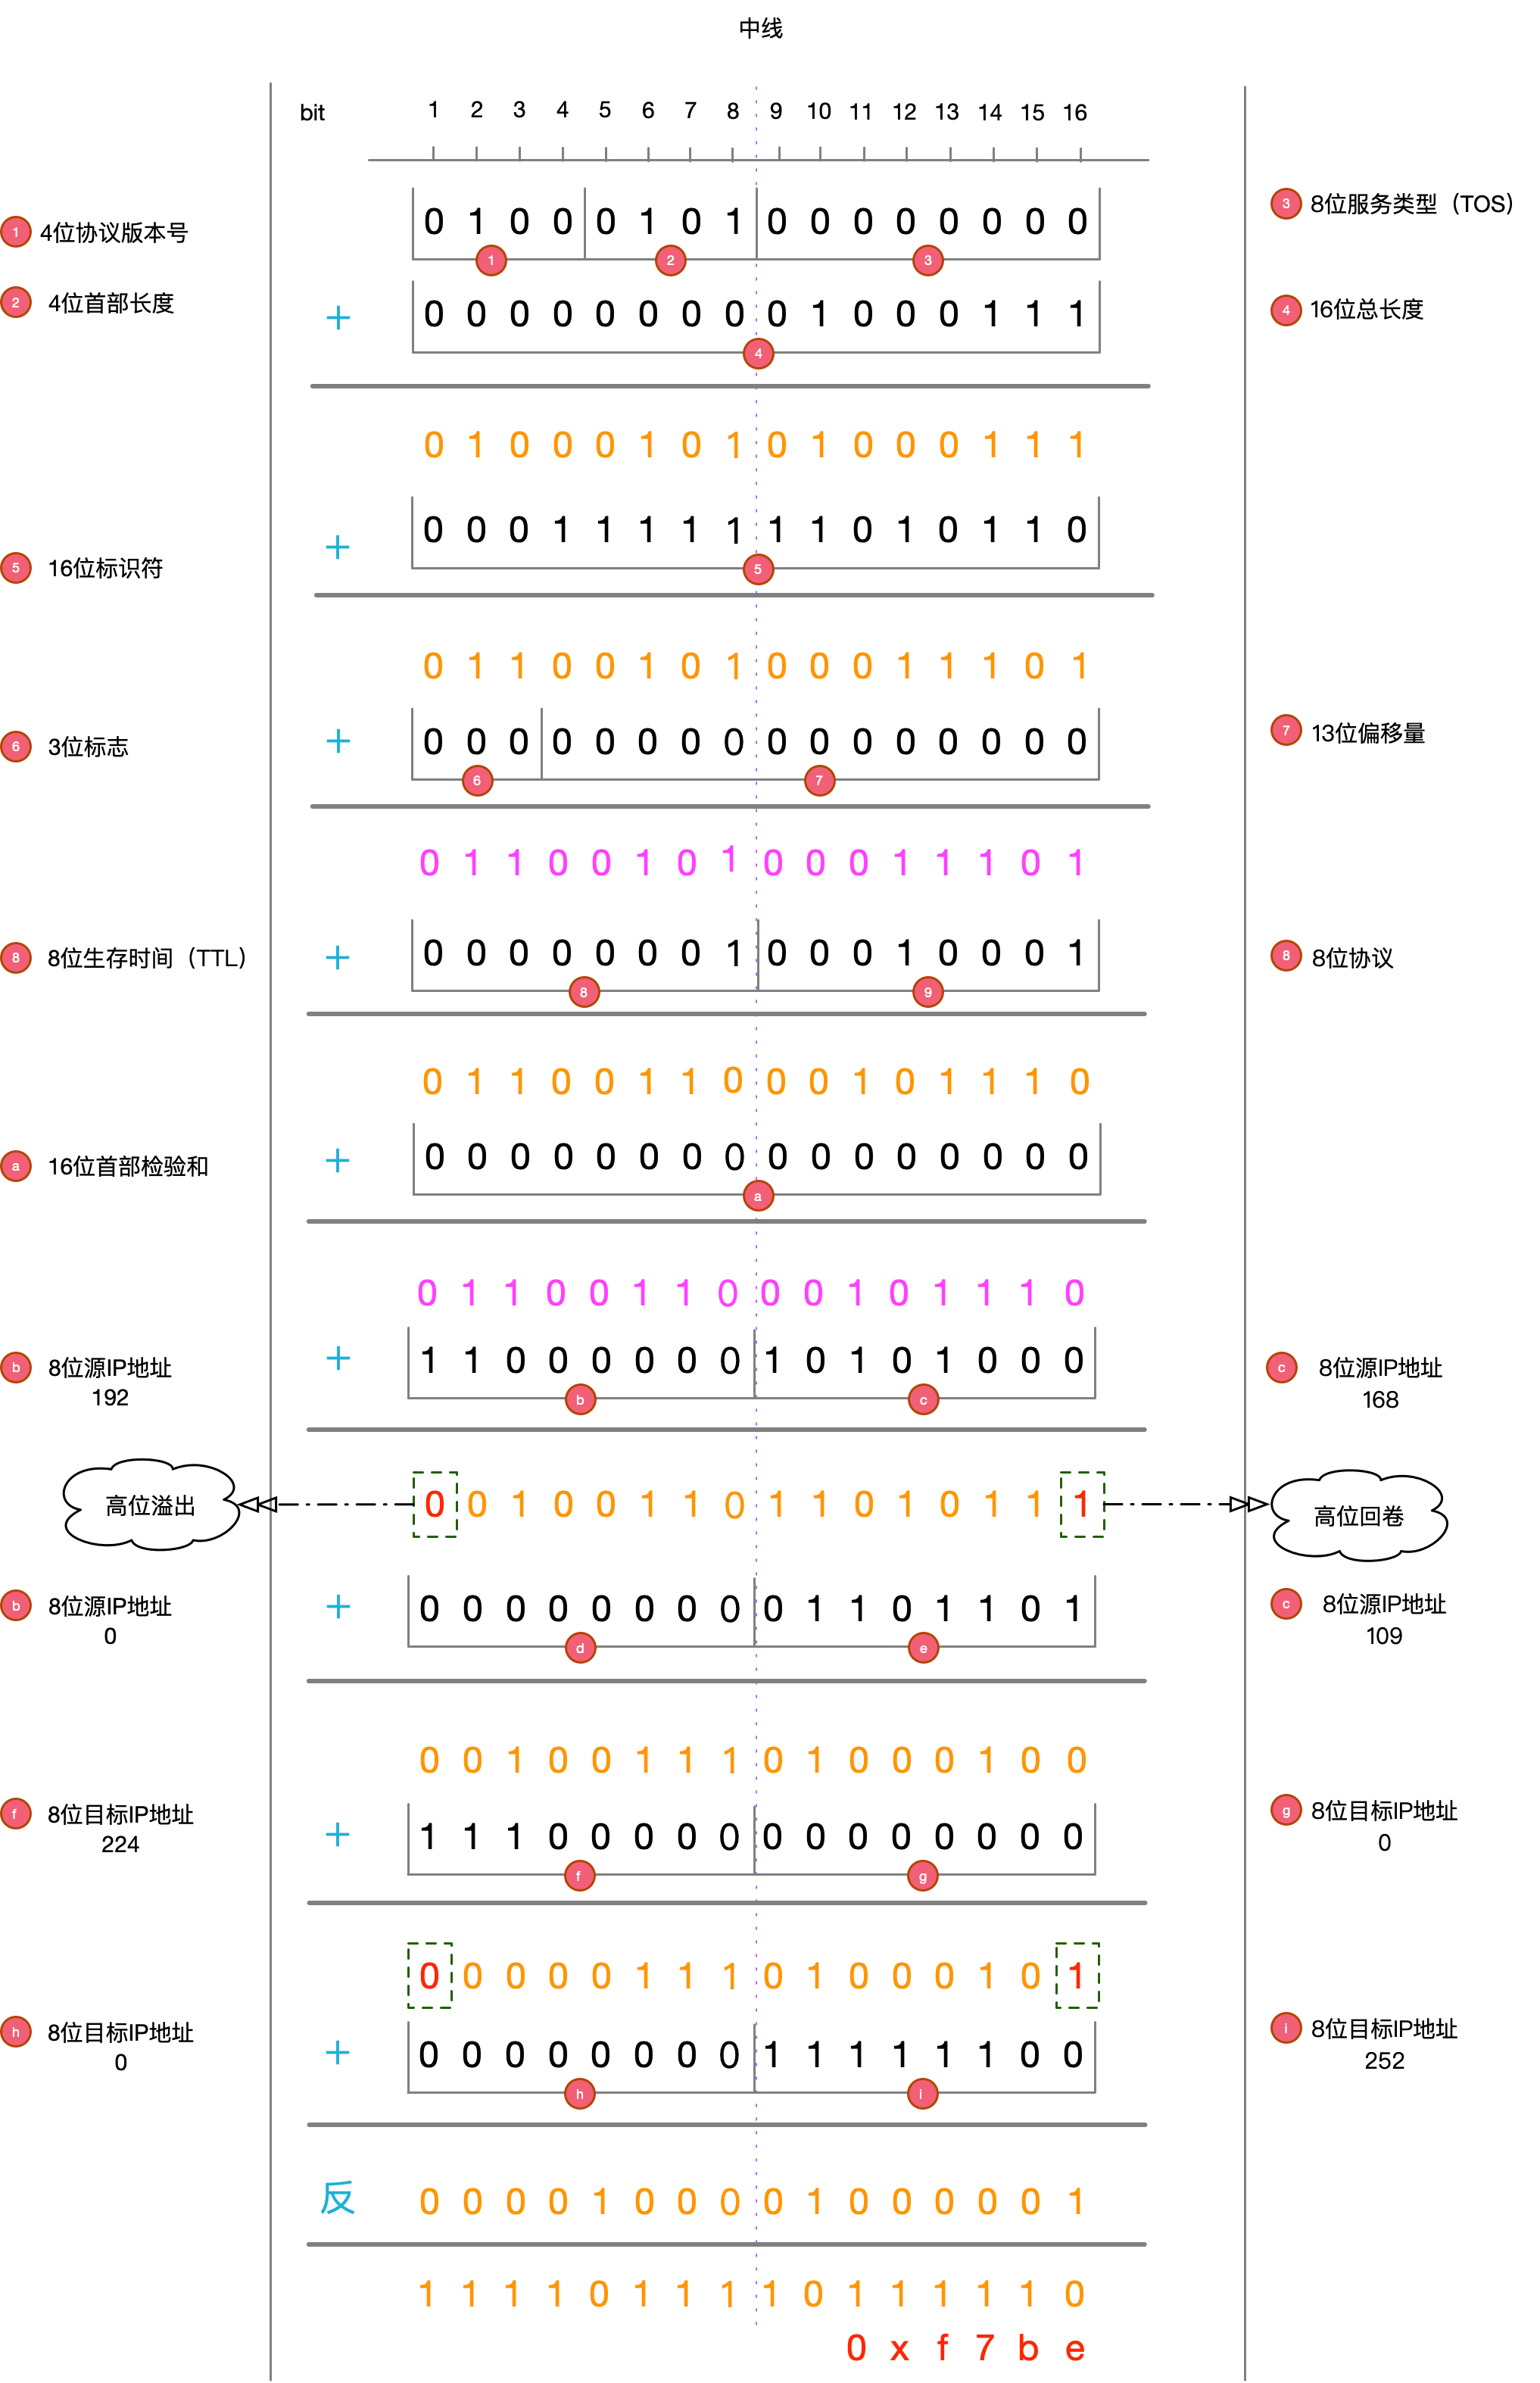 中线
bit 1 2 3 4 5 6 7 8 9 10 11 12 13 14 15 16
1 4位协议版本号
0 1 0 0 0 1 0 1 0 0 0 0 0 0 0 0
3 8位服务类型（TOS）
1 2 3
2 4位首部长度
+ 0 0 0 0 0 0 0 0 0 1 0 0 0 1 1 1
4 16位总长度
4
0 1 0 0 0 1 0 1 0 1 0 0 0 1 1 1
+ 0 0 0 1 1 1 1 1 1 1 0 1 0 1 1 0
5 16位标识符
5
0 1 1 0 0 1 0 1 0 0 0 1 1 1 0 1
6 3位标志
+ 0 0 0 0 0 0 0 0 0 0 0 0 0 0 0 0
7 13位偏移量
6 7
0 1 1 0 0 1 0 1 0 0 0 1 1 1 0 1
8 8位生存时间（TTL）
+ 0 0 0 0 0 0 0 1 0 0 0 1 0 0 0 1
8 8位协议
8 9
0 1 1 0 0 1 1 0 0 0 1 0 1 1 1 0
a 16位首部检验和
+ 0 0 0 0 0 0 0 0 0 0 0 0 0 0 0 0
a
0 1 1 0 0 1 1 0 0 0 1 0 1 1 1 0
b 8位源IP地址
192
+ 1 1 0 0 0 0 0 0 1 0 1 0 1 0 0 0
c 8位源IP地址
168
b c
高位溢出
0 0 1 0 0 1 1 0 1 1 0 1 0 1 1 1
高位回卷
b 8位源IP地址
0
+ 0 0 0 0 0 0 0 0 0 1 1 0 1 1 0 1
c 8位源IP地址
109
d e
0 0 1 0 0 1 1 1 0 1 0 0 0 1 0 0
f 8位目标IP地址
224
+ 1 1 1 0 0 0 0 0 0 0 0 0 0 0 0 0
g 8位目标IP地址
0
f g
0 0 0 0 0 1 1 1 0 1 0 0 0 1 0 1
h 8位目标IP地址
0
+ 0 0 0 0 0 0 0 0 1 1 1 1 1 1 0 0
i 8位目标IP地址
252
h i
反 0 0 0 0 1 0 0 0 0 1 0 0 0 0 0 1
1 1 1 1 0 1 1 1 1 0 1 1 1 1 1 0
0 x f 7 b e